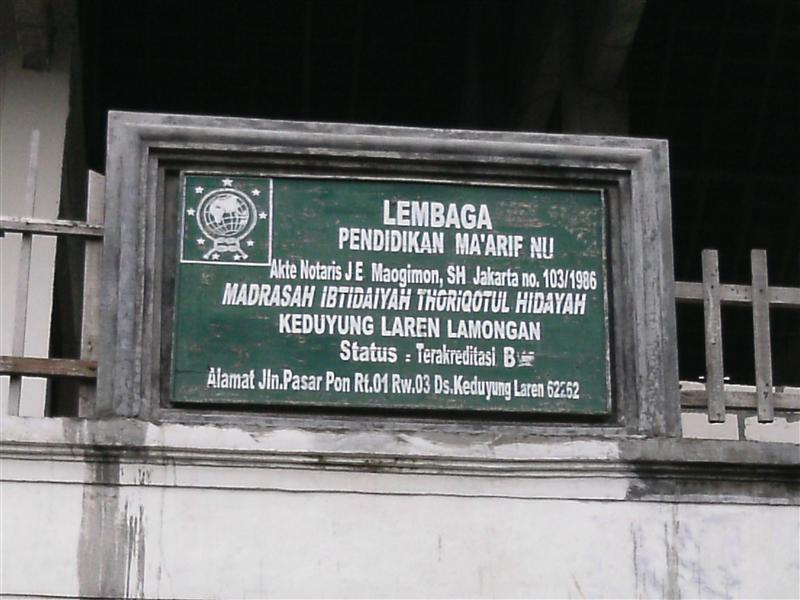 LEMBAGA
PENDIDIKAN MA'ARIF NU
Akte Notaris J E Maogimon, SH Jakarta no. 103/1986
MADRASAH IBTIDAIYAH THORIQOTUL HIDAYAH
KEDUYUNG LAREN LAMONGAN
Status : Terakreditasi B
Alamat Jln.Pasar Pon Rt.01 Rw.03 Ds.Keduyung Laren 62262